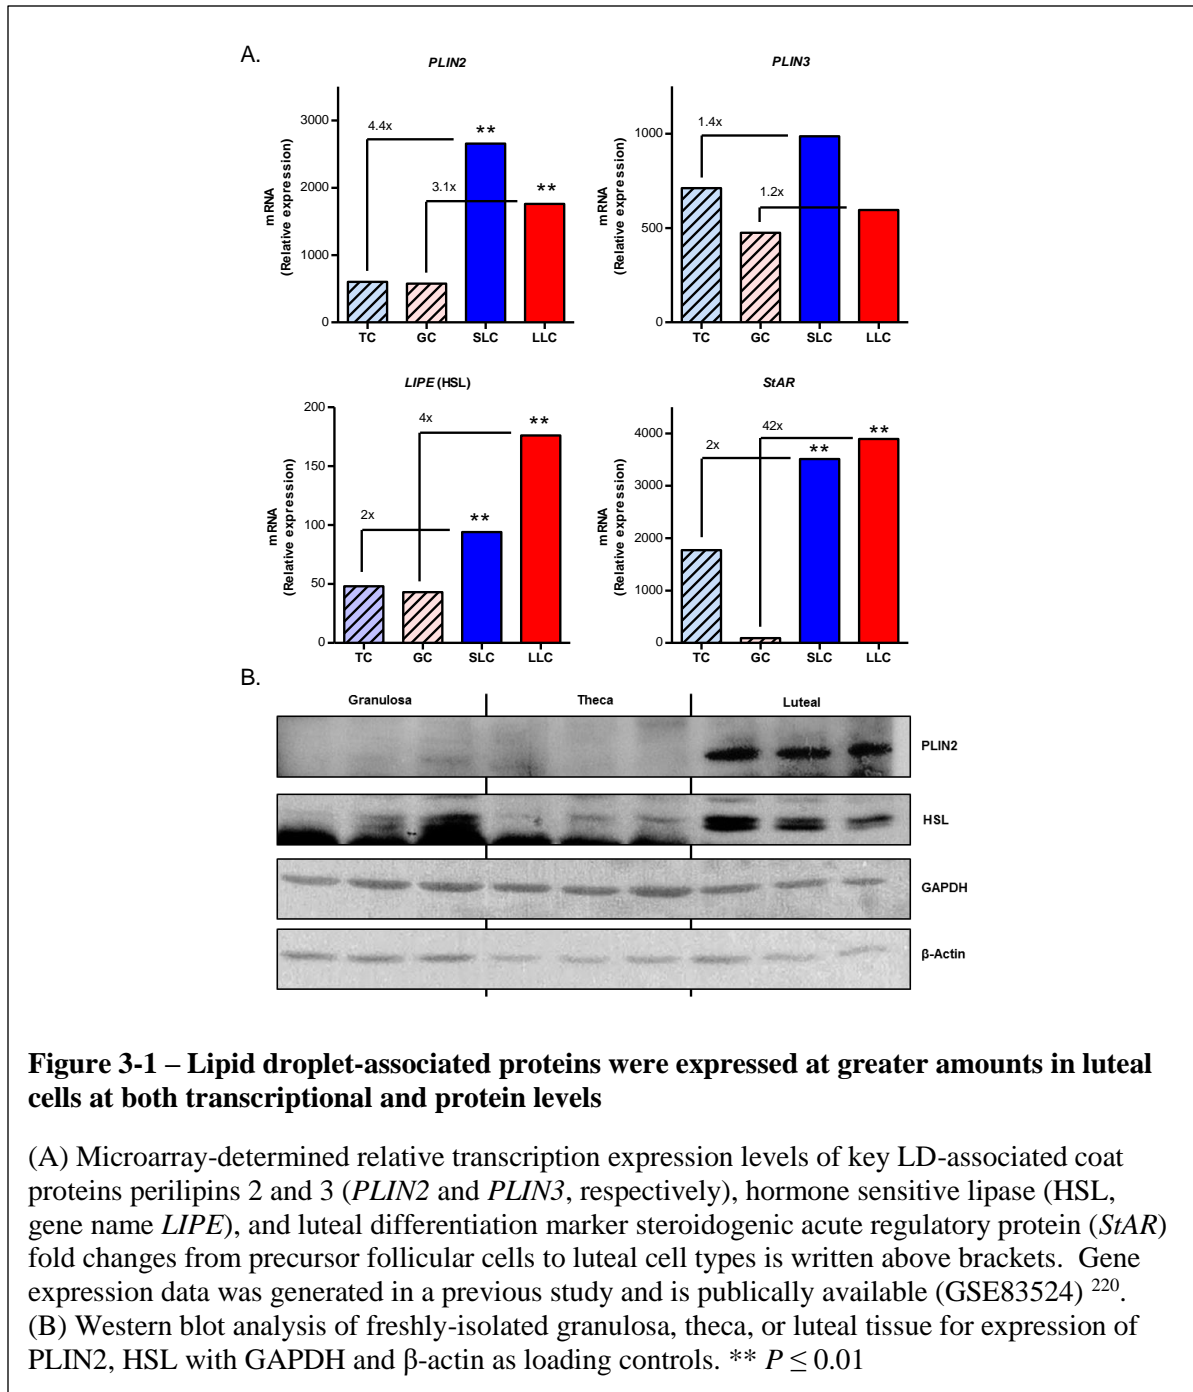 A.
PLIN2
mRNA
(Relative expression)
3000
2000
1000
0
4.4x
3.1x
**
**
TC GC SLC LLC
PLIN3
mRNA
(Relative expression)
1000
500
0
1.4x
1.2x
TC GC SLC LLC
LIPE (HSL)
mRNA
(Relative expression)
200
150
100
50
0
2x
4x
**
**
TC GC SLC LLC
StAR
mRNA
(Relative expression)
4000
3000
2000
1000
0
2x
42x
**
**
TC GC SLC LLC
B.
Granulosa Theca Luteal
PLIN2
HSL
GAPDH
β-Actin
Figure 3-1 – Lipid droplet-associated proteins were expressed at greater amounts in luteal
cells at both transcriptional and protein levels
(A) Microarray-determined relative transcription expression levels of key LD-associated coat
proteins perilipins 2 and 3 (PLIN2 and PLIN3, respectively), hormone sensitive lipase (HSL,
gene name LIPE), and luteal differentiation marker steroidogenic acute regulatory protein (StAR)
fold changes from precursor follicular cells to luteal cell types is written above brackets. Gene
expression data was generated in a previous study and is publically available (GSE83524) 220.
(B) Western blot analysis of freshly-isolated granulosa, theca, or luteal tissue for expression of
PLIN2, HSL with GAPDH and β-actin as loading controls. ** P ≤ 0.01